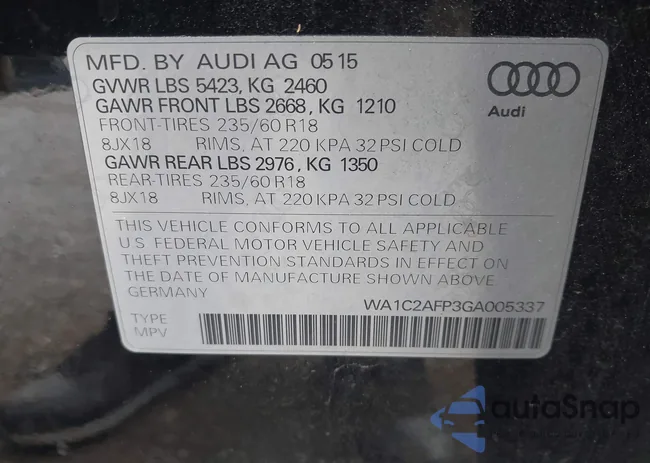 MFD. BY AUDI AG 05 15
GVWR LBS 5423, KG 2460
GAWR FRONT LBS 2668, KG 1210
FRONT-TIRES 235/60 R18
8JX18 RIMS, AT 220 KPA 32 PSI COLD
GAWR REAR LBS 2976, KG 1350
REAR-TIRES 235/60 R18
8JX18 RIMS, AT 220 KPA 32 PSI COLD
THIS VEHICLE CONFORMS TO ALL APPLICABLE
U.S. FEDERAL MOTOR VEHICLE SAFETY AND
THEFT PREVENTION STANDARDS IN EFFECT ON
THE DATE OF MANUFACTURE SHOWN ABOVE
GERMANY
WA1C2AFP3GA005337
TYPE
MPV
Audi
autoSnap